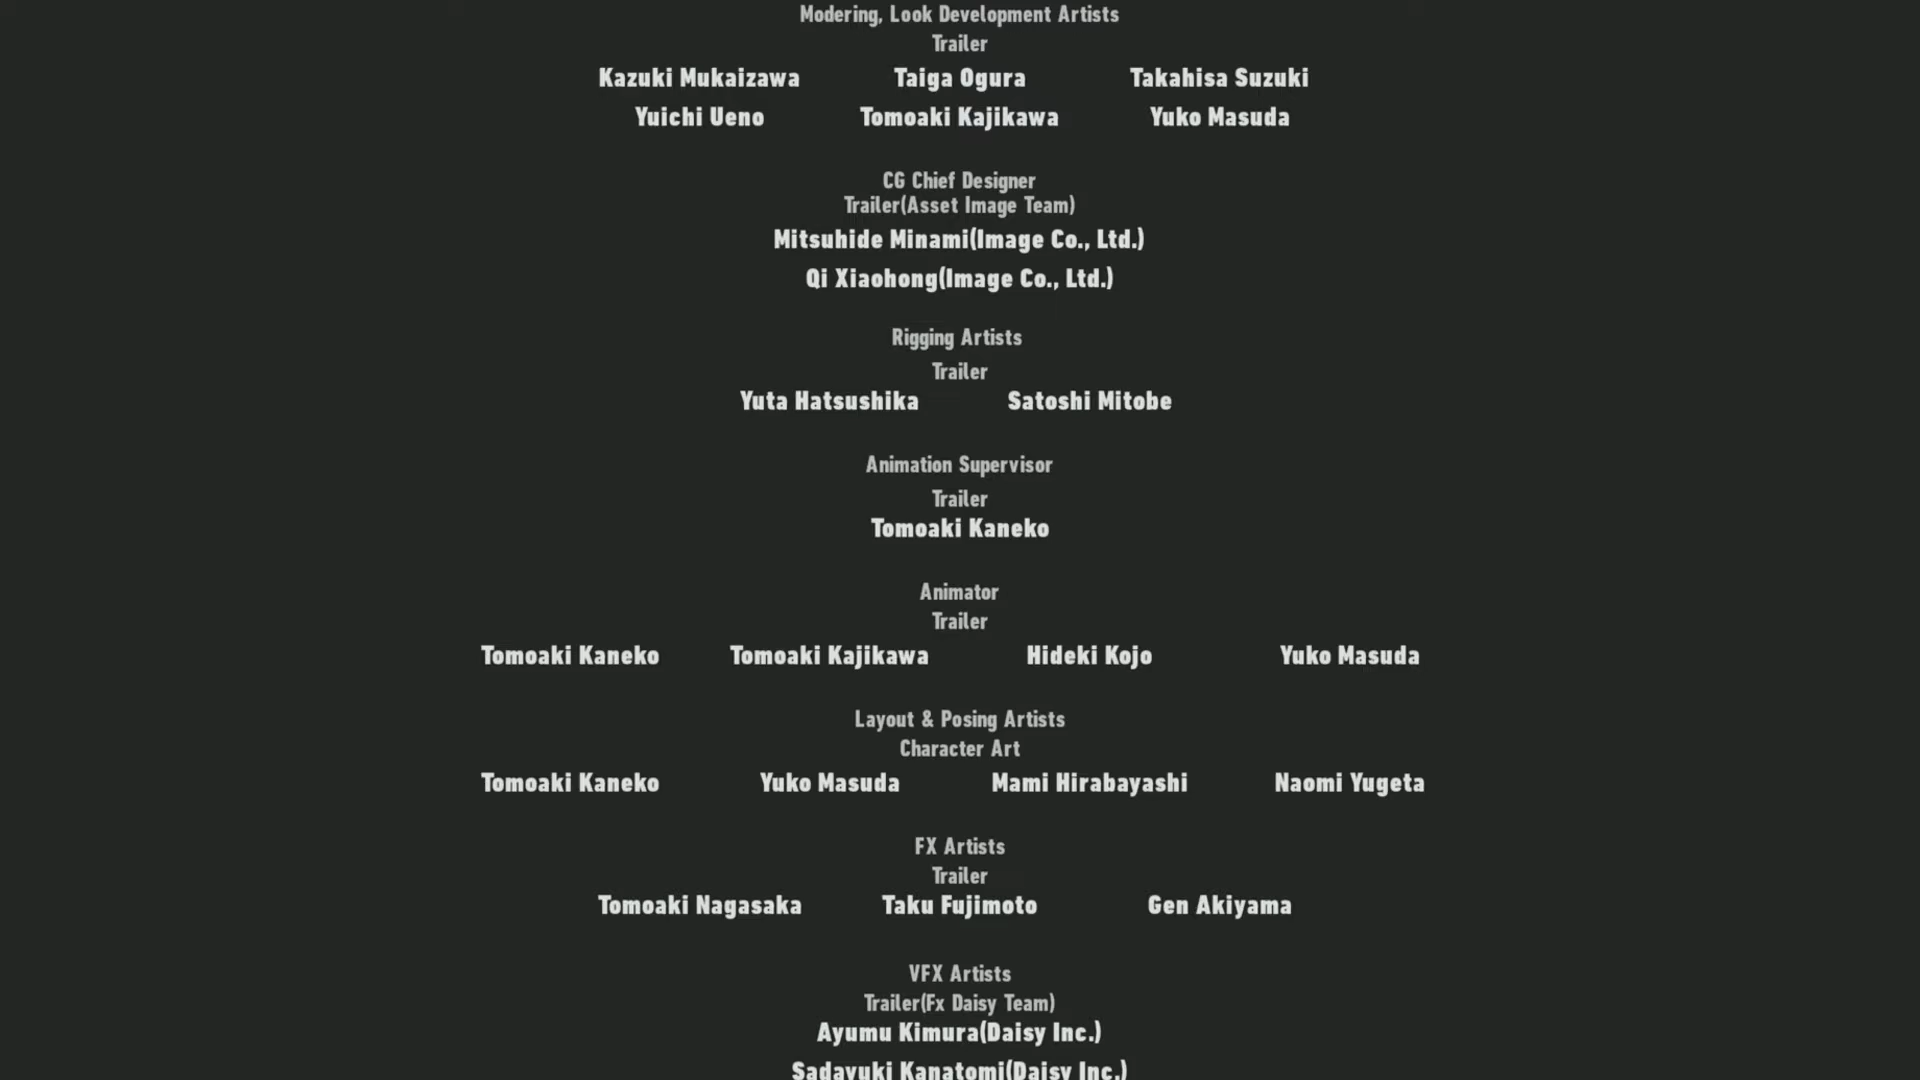 Modering, Look Development Artists
Trailer
Kazuki Mukaizawa Taiga Ogura Takahisa Suzuki
Yuichi Ueno Tomoaki Kajikawa Yuko Masuda
CG Chief Designer
Trailer(Asset Image Team)
Mitsuhide Minami(Image Co., Ltd.)
Qi Xiaohong(Image Co., Ltd.)
Rigging Artists
Trailer
Yuta Hatsushika Satoshi Mitobe
Animation Supervisor
Trailer
Tomoaki Kaneko
Animator
Trailer
Tomoaki Kaneko Tomoaki Kajikawa Hideki Kojo Yuko Masuda
Layout & Posing Artists
Character Art
Tomoaki Kaneko Yuko Masuda Mami Hirabayashi Naomi Yugeta
FX Artists
Trailer
Tomoaki Nagasaka Taku Fujimoto Gen Akiyama
VFX Artists
Trailer(Fx Daisy Team)
Ayumu Kimura(Daisy Inc.)
Sadayuki Kanatomi(Daisy Inc.)